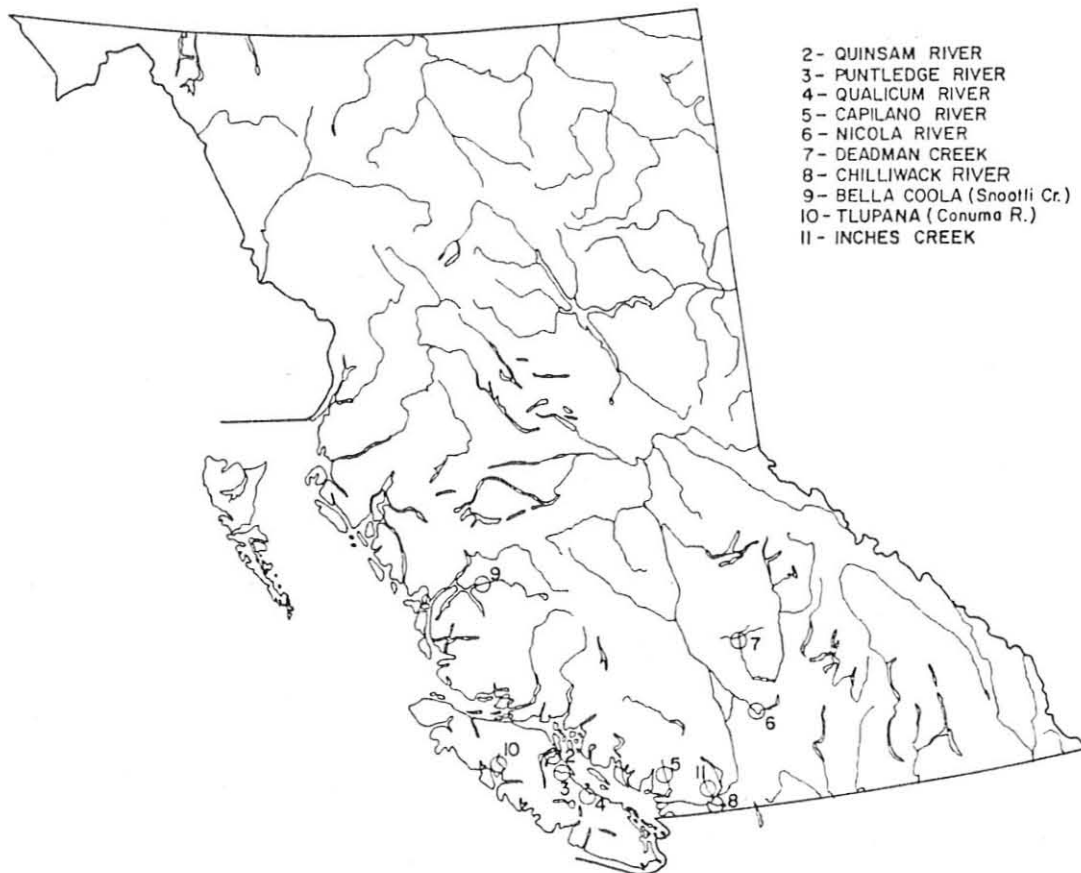 2- QUINSAM RIVER
3- PUNTLEDGE RIVER
4- QUALICUM RIVER
5- CAPILANO RIVER
6- NICOLA RIVER
7- DEADMAN CREEK
8- CHILLIWACK RIVER
9- BELLA COOLA (Snootli Cr.)
10- TLUPANA (Conuma R.)
11- INCHES CREEK
9
7
6
10
2
5
11
3
4
8